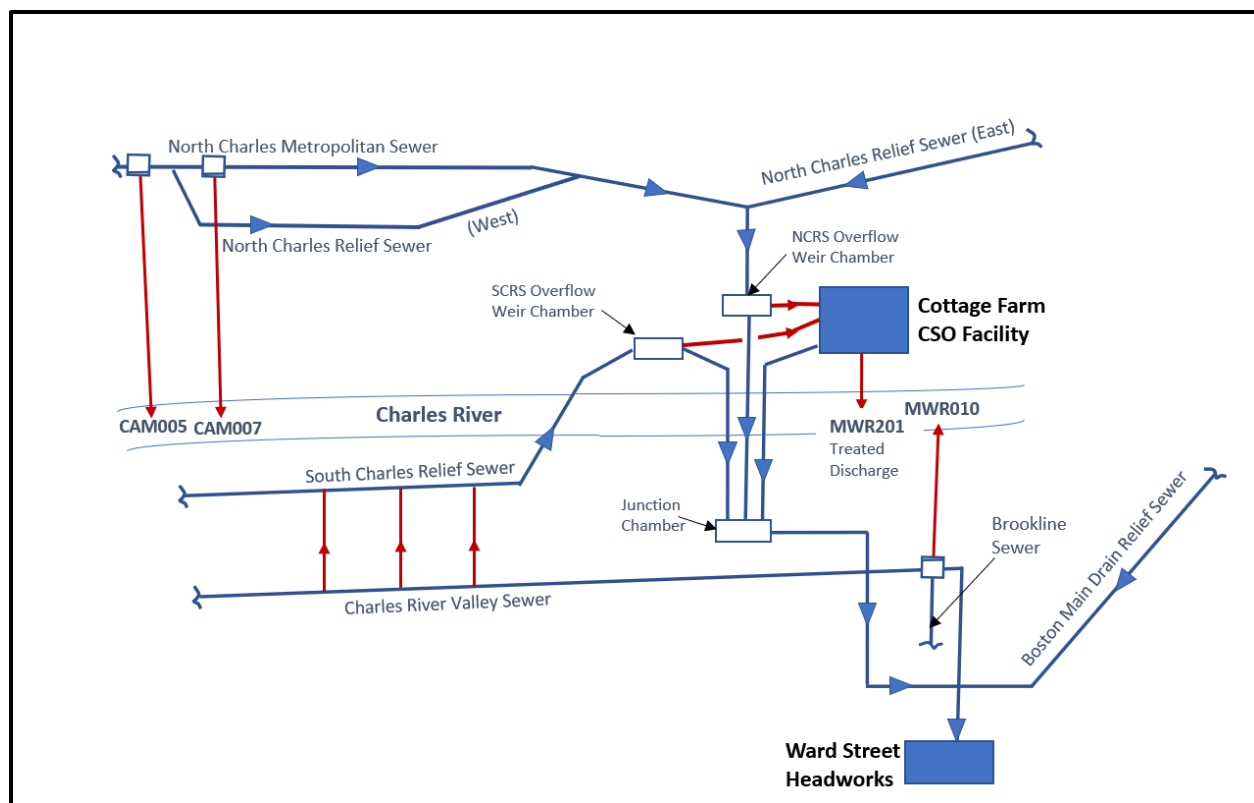 North Charles Metropolitan Sewer
North Charles Relief Sewer (East)
North Charles Relief Sewer
(West)
NCRS Overflow
Weir Chamber
SCRS Overflow
Weir Chamber
Cottage Farm
CSO Facility
Charles River
CAM005
CAM007
MWR010
MWR201
Treated
Discharge
South Charles Relief Sewer
Junction
Chamber
Brookline
Sewer
Boston Main Drain Relief Sewer
Charles River Valley Sewer
Ward Street
Headworks